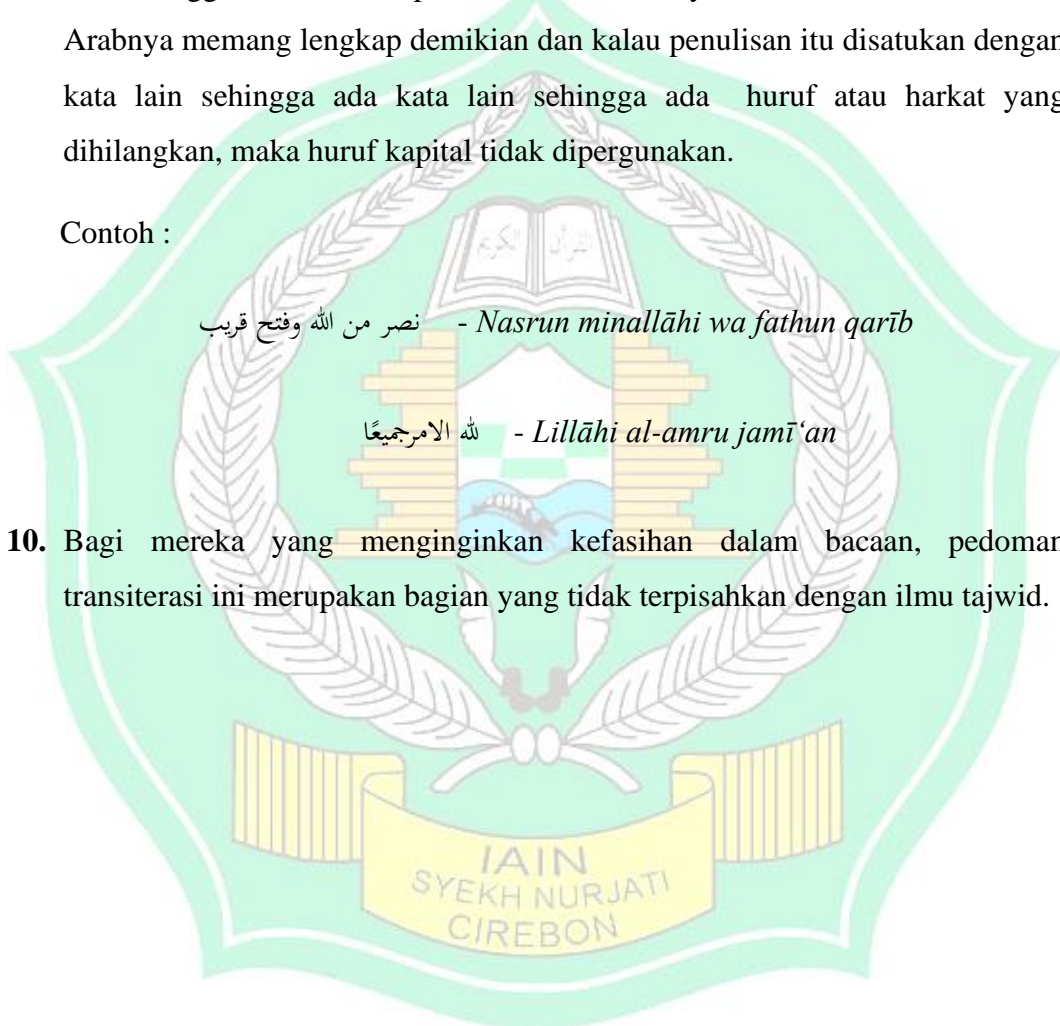 Arabnya memang lengkap demikian dan kalau penulisan itu disatukan dengan
kata lain sehingga ada kata lain sehingga ada huruf atau harkat yang
dihilangkan, maka huruf kapital tidak dipergunakan.
Contoh :
القرآن الكريم
نصر من الله وفتح قريب - Nasrun minallāhi wa fathun qarīb
لله الامرجميعًا - Lillāhi al-amru jamī‘an
10. Bagi mereka yang menginginkan kefasihan dalam bacaan, pedoman
transiterasi ini merupakan bagian yang tidak terpisahkan dengan ilmu tajwid.
IAIN
SYEKH NURJATI
CIREBON